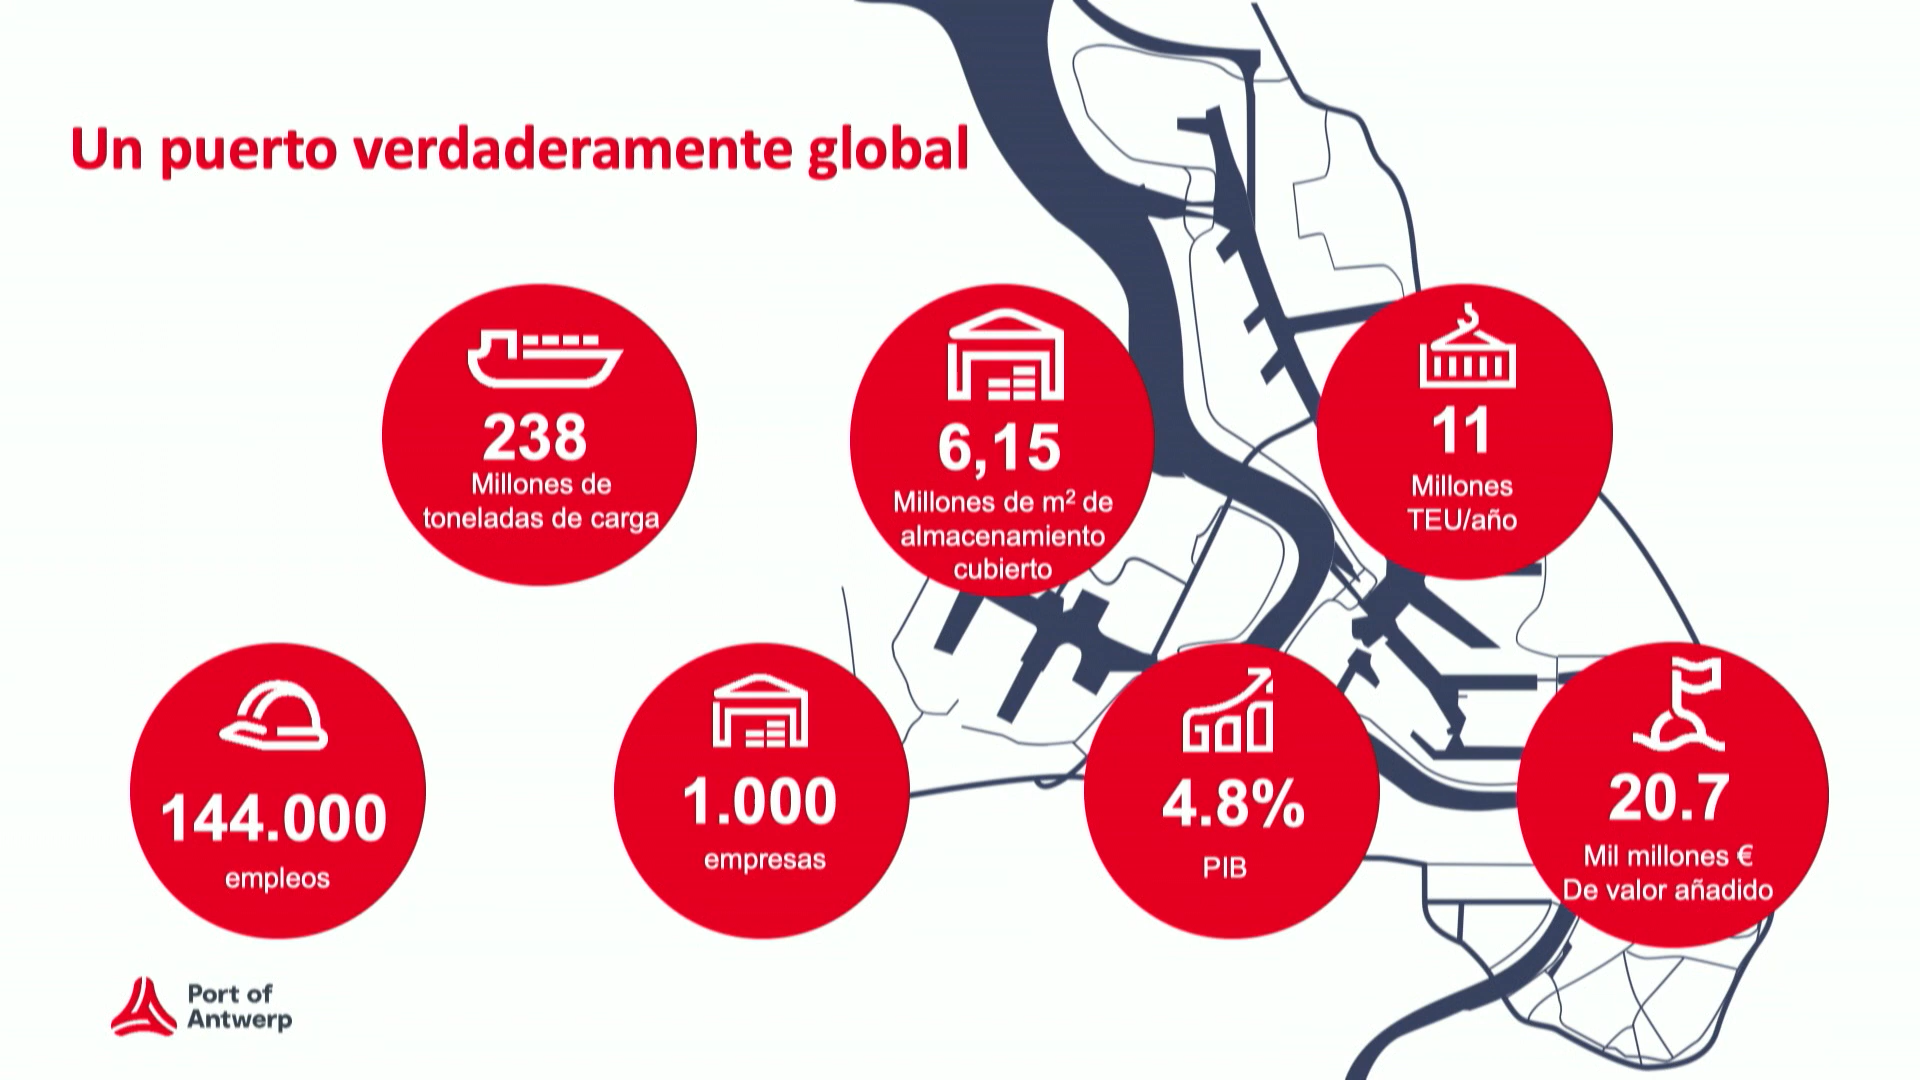 Un puerto verdaderamente global
238
Millones de
toneladas de carga
6,15
Millones de m² de
almacenamiento
cubierto
11
Millones
TEU/año
144.000
empleos
1.000
empresas
4.8%
PIB
20.7
Mil millones €
De valor añadido
Port of
Antwerp